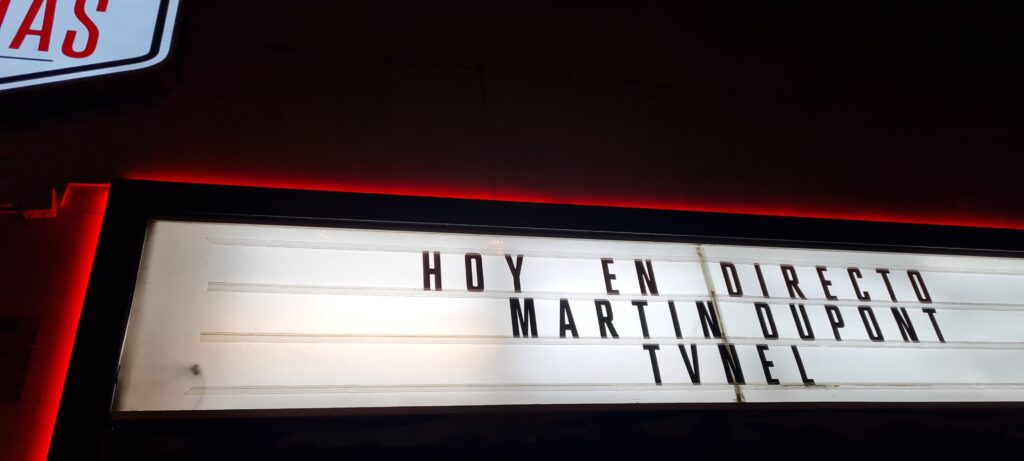 HOY EN DIRECTO
MARTIN DUPONT
TVNEL